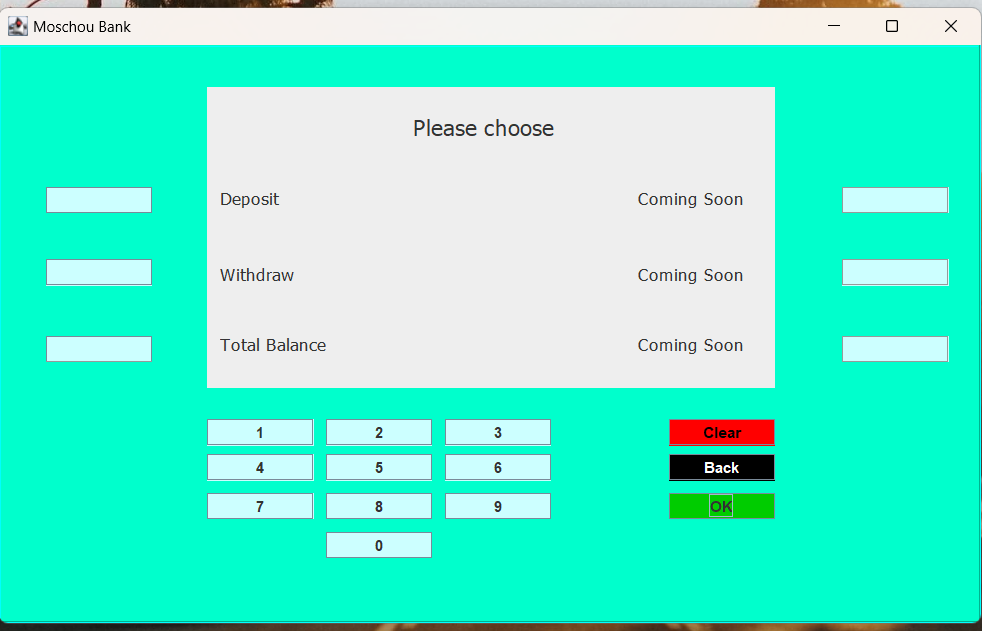 Moschou Bank
Please choose
Deposit Coming Soon
Withdraw Coming Soon
Total Balance Coming Soon
1 2 3 Clear
4 5 6 Back
7 8 9 OK
0